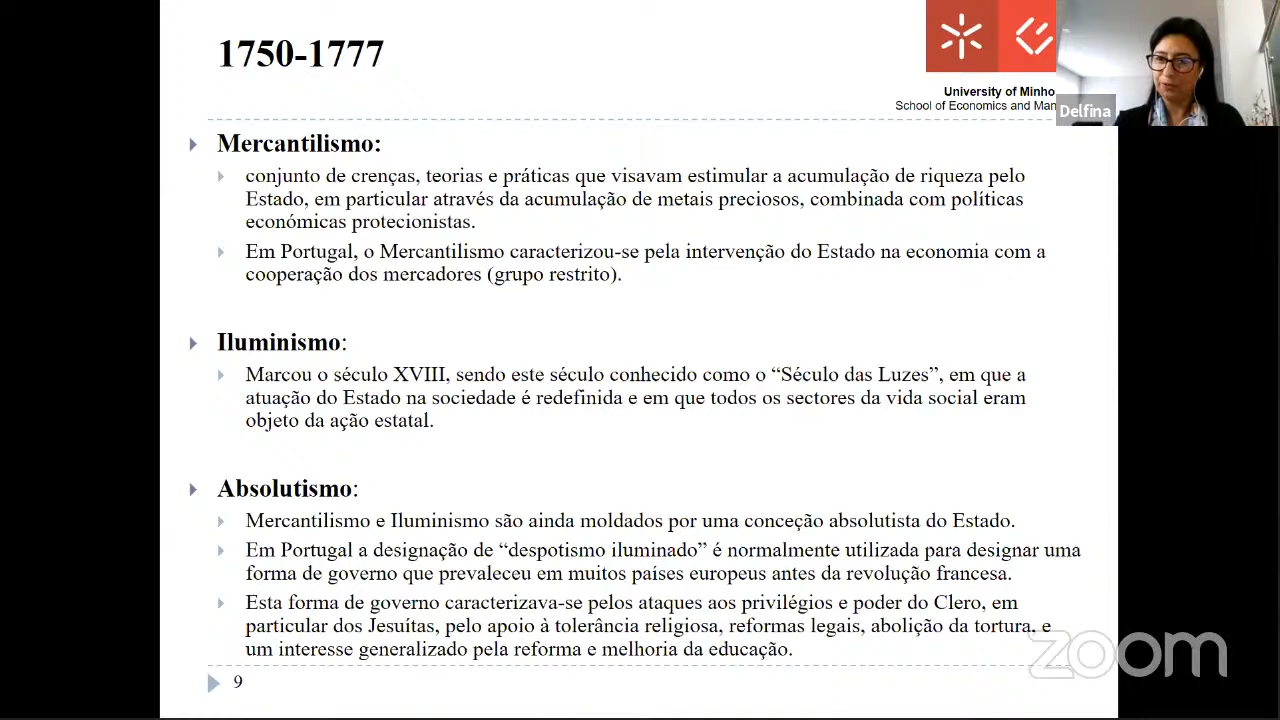 1750-1777
University of Minho
School of Economics and Man
Delfina
Mercantilismo:
conjunto de crenças, teorias e práticas que visavam estimular a acumulação de riqueza pelo
Estado, em particular através da acumulação de metais preciosos, combinada com políticas
económicas protecionistas.
Em Portugal, o Mercantilismo caracterizou-se pela intervenção do Estado na economia com a
cooperação dos mercadores (grupo restrito).
Iluminismo:
Marcou o século XVIII, sendo este século conhecido como o “Século das Luzes”, em que a
atuação do Estado na sociedade é redefinida e em que todos os sectores da vida social eram
objeto da ação estatal.
Absolutismo:
Mercantilismo e Iluminismo são ainda moldados por uma conceção absolutista do Estado.
Em Portugal a designação de “despotismo iluminado” é normalmente utilizada para designar uma
forma de governo que prevaleceu em muitos países europeus antes da revolução francesa.
Esta forma de governo caracterizava-se pelos ataques aos privilégios e poder do Clero, em
particular dos Jesuítas, pelo apoio à tolerância religiosa, reformas legais, abolição da tortura, e
um interesse generalizado pela reforma e melhoria da educação.
zoom
9